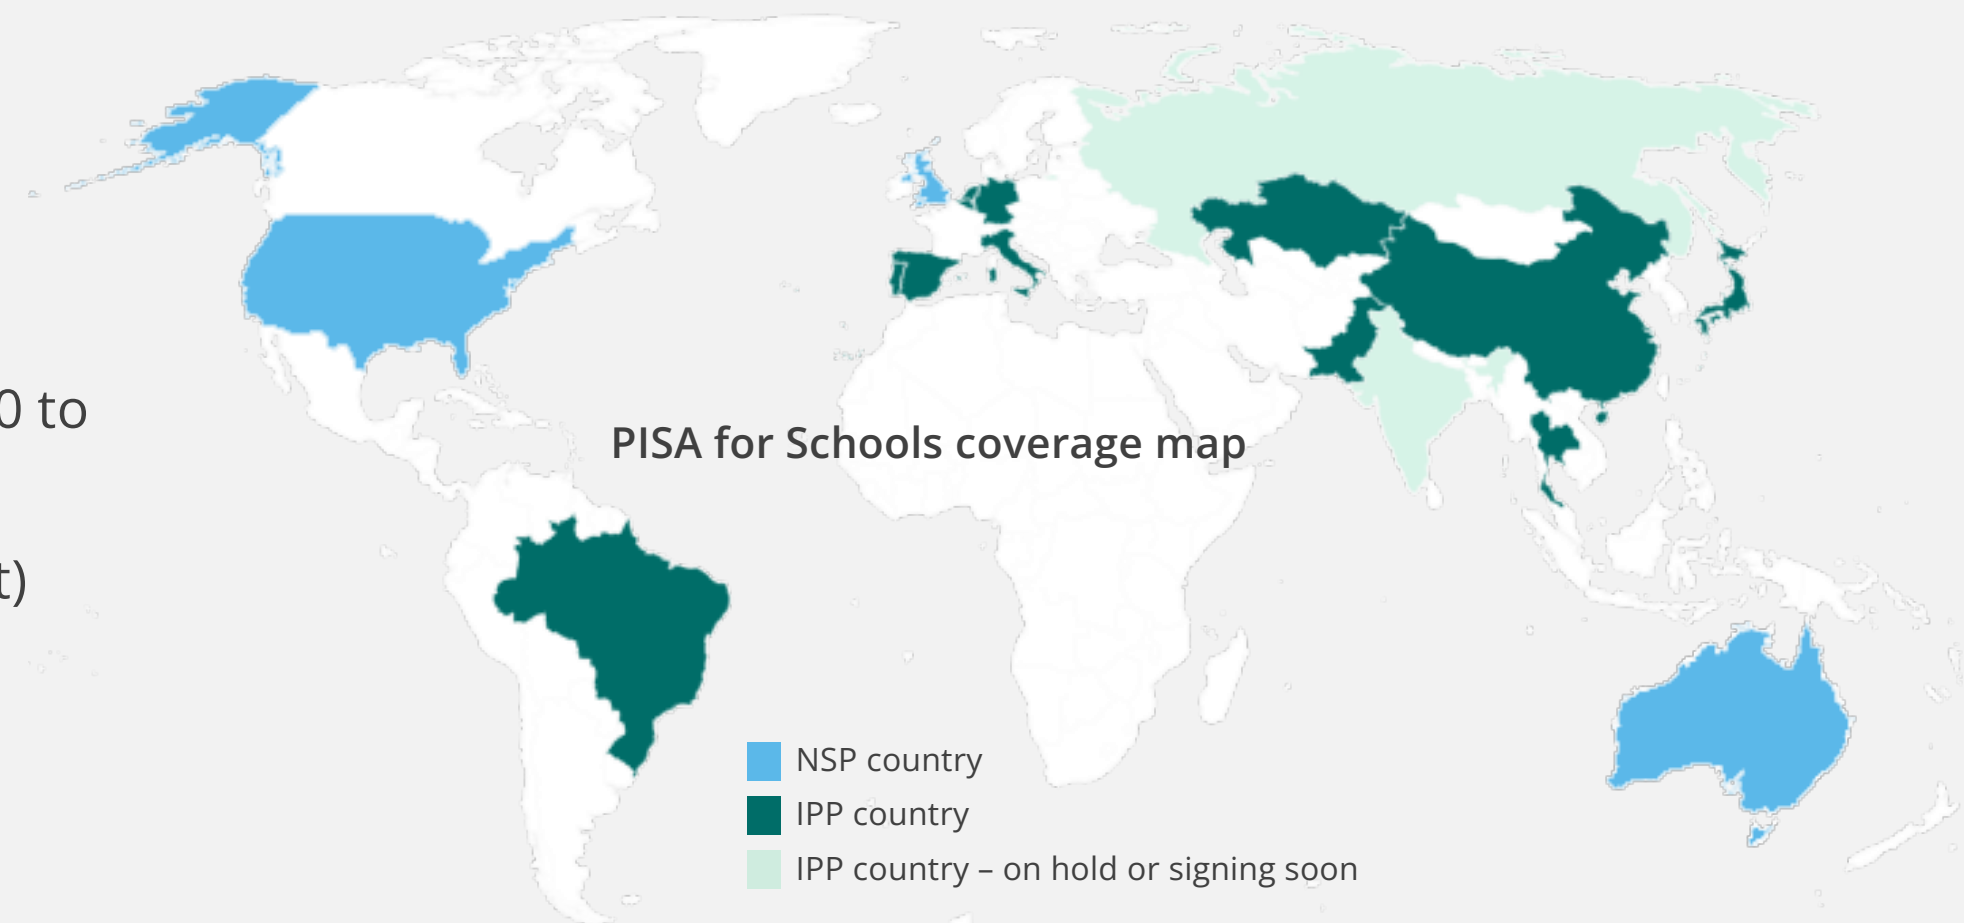 0 to
PISA for Schools coverage map
t)
NSP country
IPP country
IPP country – on hold or signing soon